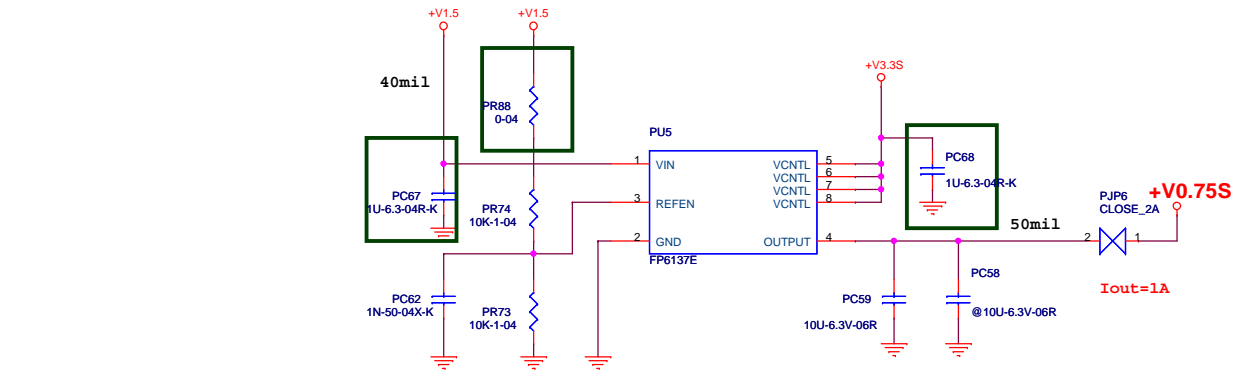 +V1.5
+V1.5
40mil
+V3.3S
PR88
0-04
PU5
PC67
1U-6.3-04R-K
1
VIN
3
REFEN
2
GND
VCNTL
5
VCNTL
6
VCNTL
7
VCNTL
8
OUTPUT
4
FP6137E
PC68
1U-6.3-04R-K
PR74
10K-1-04
50mil
PJP6
CLOSE_2A
+V0.75S
2
1
Iout=1A
PC62
1N-50-04X-K
PR73
10K-1-04
PC59
10U-6.3V-06R
PC58
@10U-6.3V-06R